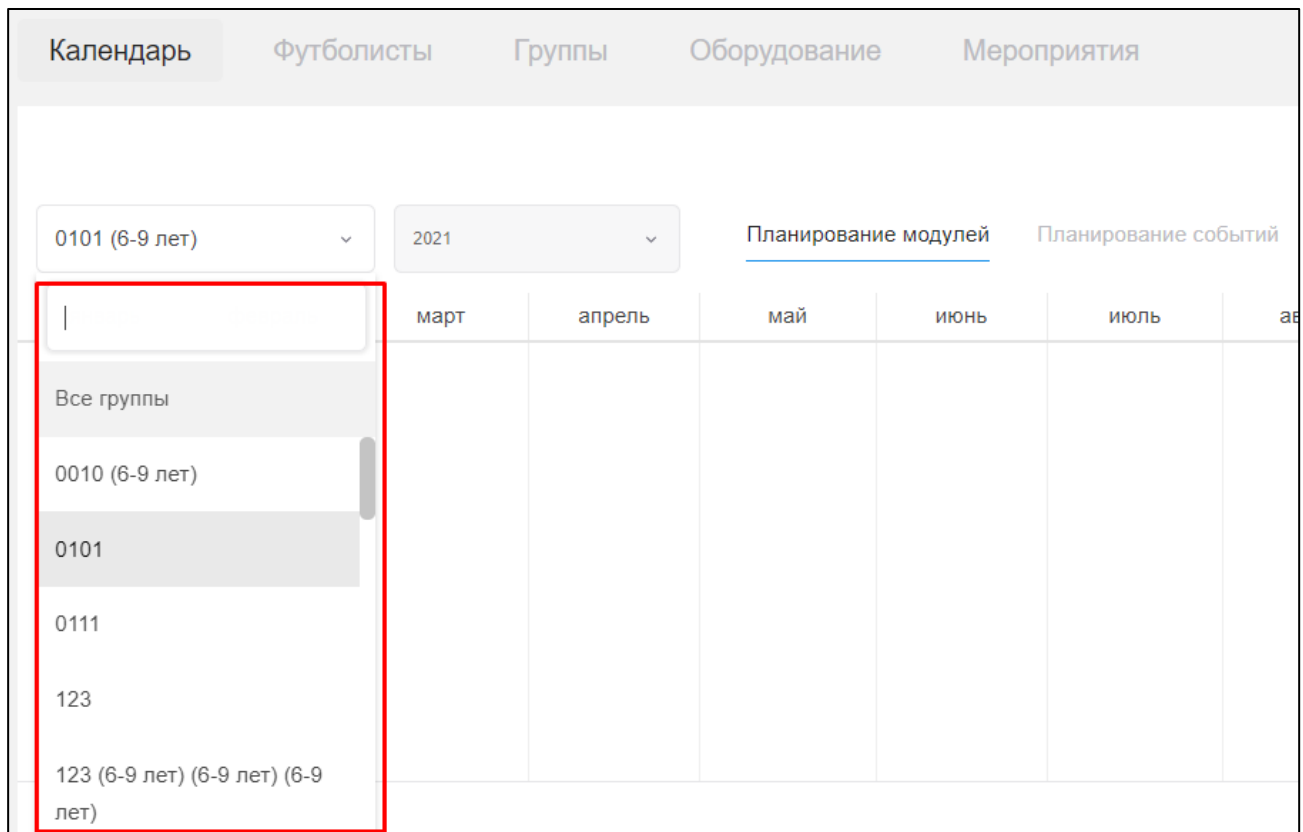 Календарь Футболисты Группы Оборудование Мероприятия
0101 (6-9 лет) 2021 Планирование модулей Планирование событий
март апрель май июнь июль ав
Все группы
0010 (6-9 лет)
0101
0111
123
123 (6-9 лет) (6-9 лет) (6-9
лет)